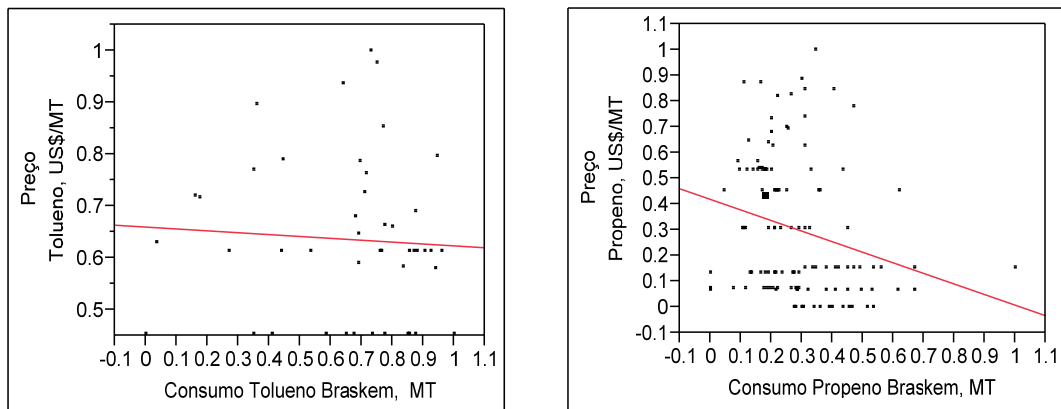 Preço
Tolueno, US$/MT
1
0.9
0.8
0.7
0.6
0.5
-0.1 0 0.1 0.2 0.3 0.4 0.5 0.6 0.7 0.8 0.9 1 1.1
Consumo Tolueno Braskem, MT
Preço
Propeno, US$/MT
1.1
1
0.9
0.8
0.7
0.6
0.5
0.4
0.3
0.2
0.1
0
-0.1
-0.1 0 0.1 0.2 0.3 0.4 0.5 0.6 0.7 0.8 0.9 1 1.1
Consumo Propeno Braskem, MT